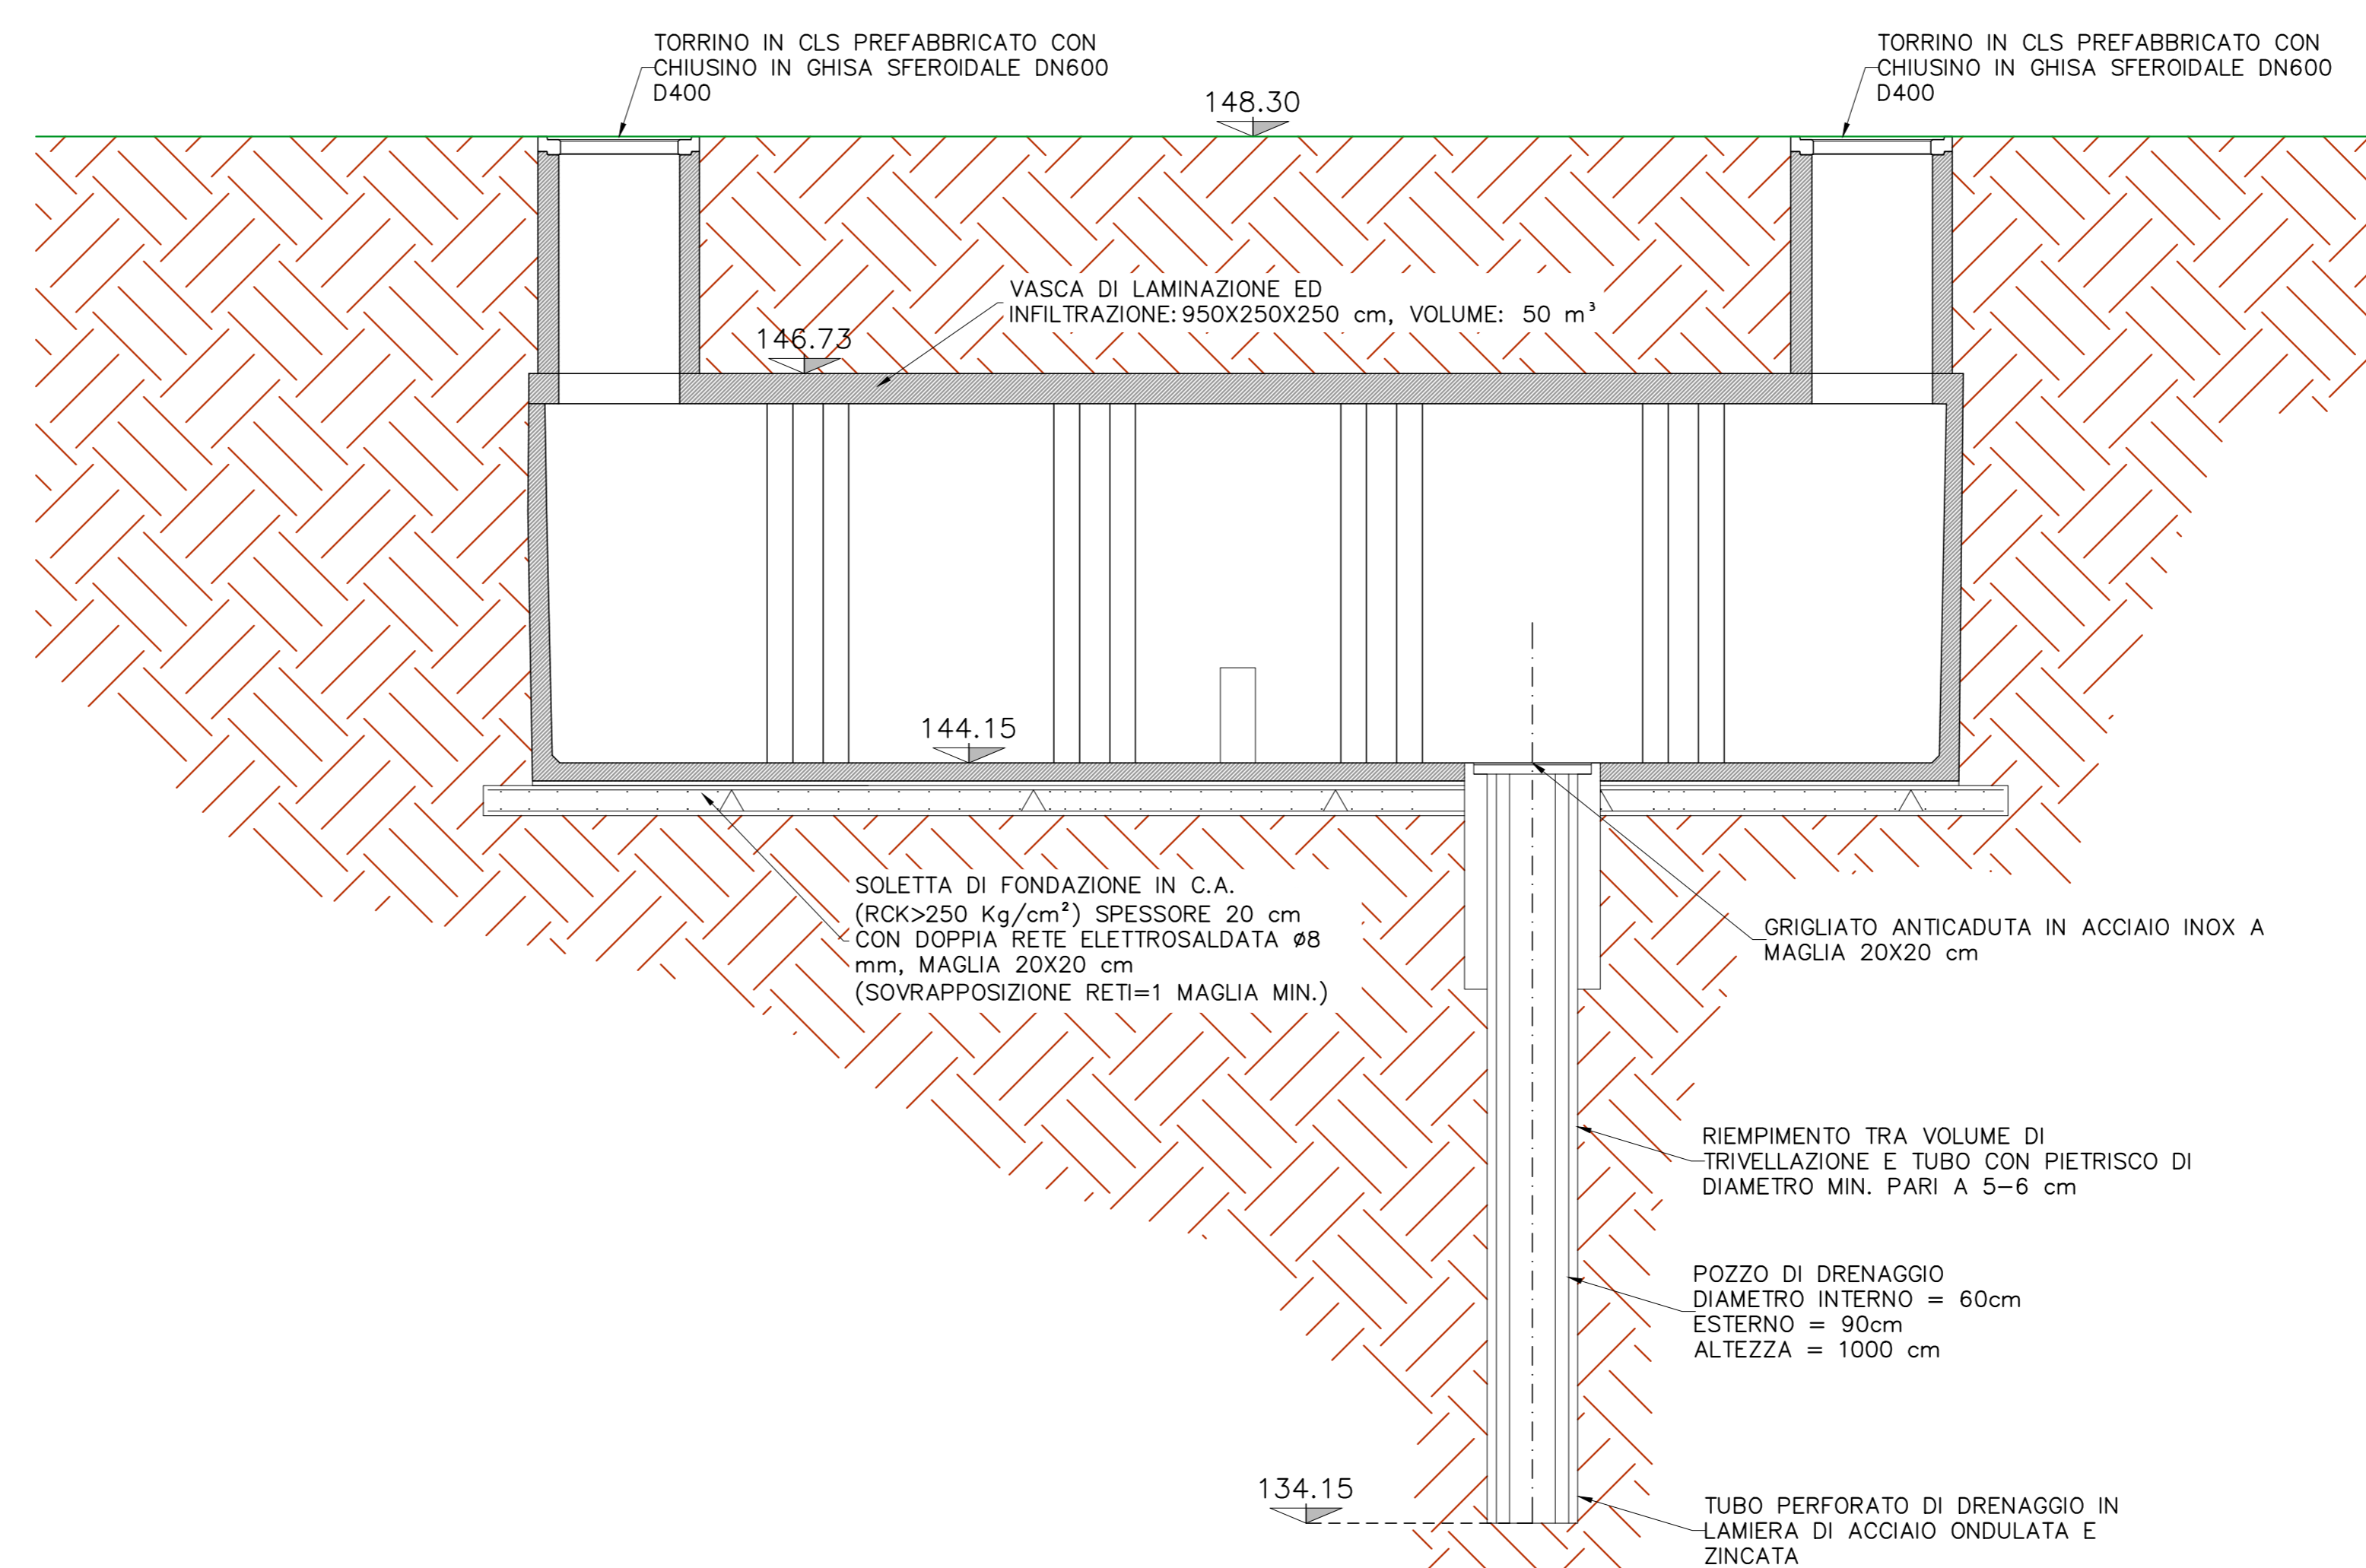 TORRINO IN CLS PREFABBRICATO CON
CHIUSINO IN GHISA SFEROIDALE DN600
D400
TORRINO IN CLS PREFABBRICATO CON
CHIUSINO IN GHISA SFEROIDALE DN600
D400
148.30
VASCA DI LAMINAZIONE ED
INFILTRAZIONE: 950X250X250 cm, VOLUME: 50 m³
146.73
144.15
SOLETTA DI FONDAZIONE IN C.A.
(RCK>250 Kg/cm²) SPESSORE 20 cm
CON DOPPIA RETE ELETTROSALDATA ø8
mm, MAGLIA 20X20 cm
(SOVRAPPOSIZIONE RETI=1 MAGLIA MIN.)
GRIGLIATO ANTICADUTA IN ACCIAIO INOX A
MAGLIA 20X20 cm
RIEMPIMENTO TRA VOLUME DI
TRIVELLAZIONE E TUBO CON PIETRISCO DI
DIAMETRO MIN. PARI A 5-6 cm
POZZO DI DRENAGGIO
DIAMETRO INTERNO = 60cm
ESTERNO = 90cm
ALTEZZA = 1000 cm
134.15
TUBO PERFORATO DI DRENAGGIO IN
LAMIERA DI ACCIAIO ONDULATA E
ZINCATA